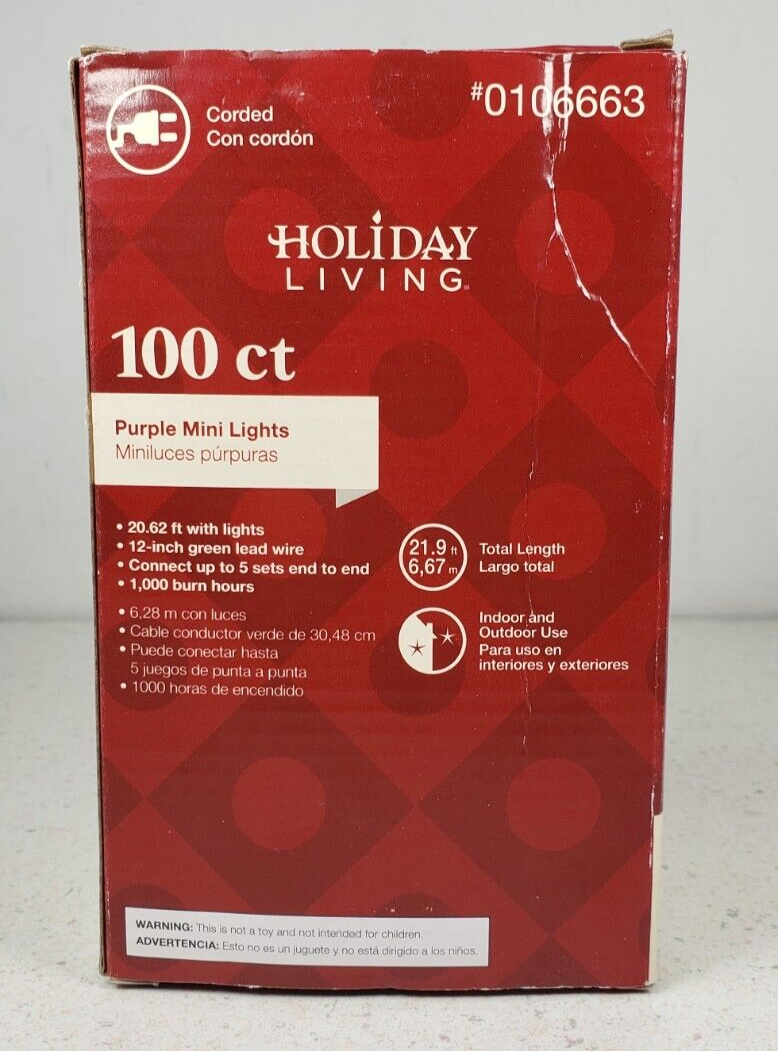 Corded
Con cordón
#0106663
HOLiDAY
LIVING®
100 ct
Purple Mini Lights
Miniluces púrpuras
• 20.62 ft with lights
• 12-inch green lead wire
• Connect up to 5 sets end to end
• 1,000 burn hours
• 6,28 m con luces
• Cable conductor verde de 30,48 cm
• Puede conectar hasta
5 juegos de punta a punta
• 1000 horas de encendido
21.9 ft
6,67 m
Total Length
Largo total
Indoor and
Outdoor Use
Para uso en
interiores y exteriores
WARNING: This is not a toy and not intended for children.
ADVERTENCIA: Esto no es un juguete y no está dirigido a los niños.